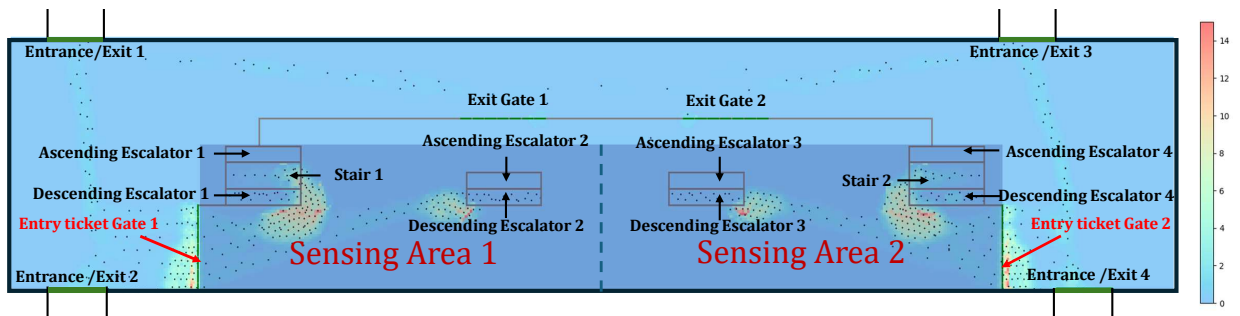 Entrance /Exit 1
Entrance /Exit 3
Exit Gate 1
Exit Gate 2
Ascending Escalator 1
Ascending Escalator 2
Ascending Escalator 3
Ascending Escalator 4
Stair 1
Stair 2
Descending Escalator 1
Descending Escalator 4
Entry ticket Gate 1
Descending Escalator 2
Descending Escalator 3
Entry ticket Gate 2
Sensing Area 1
Sensing Area 2
Entrance /Exit 2
Entrance /Exit 4
14
12
10
8
6
4
2
0